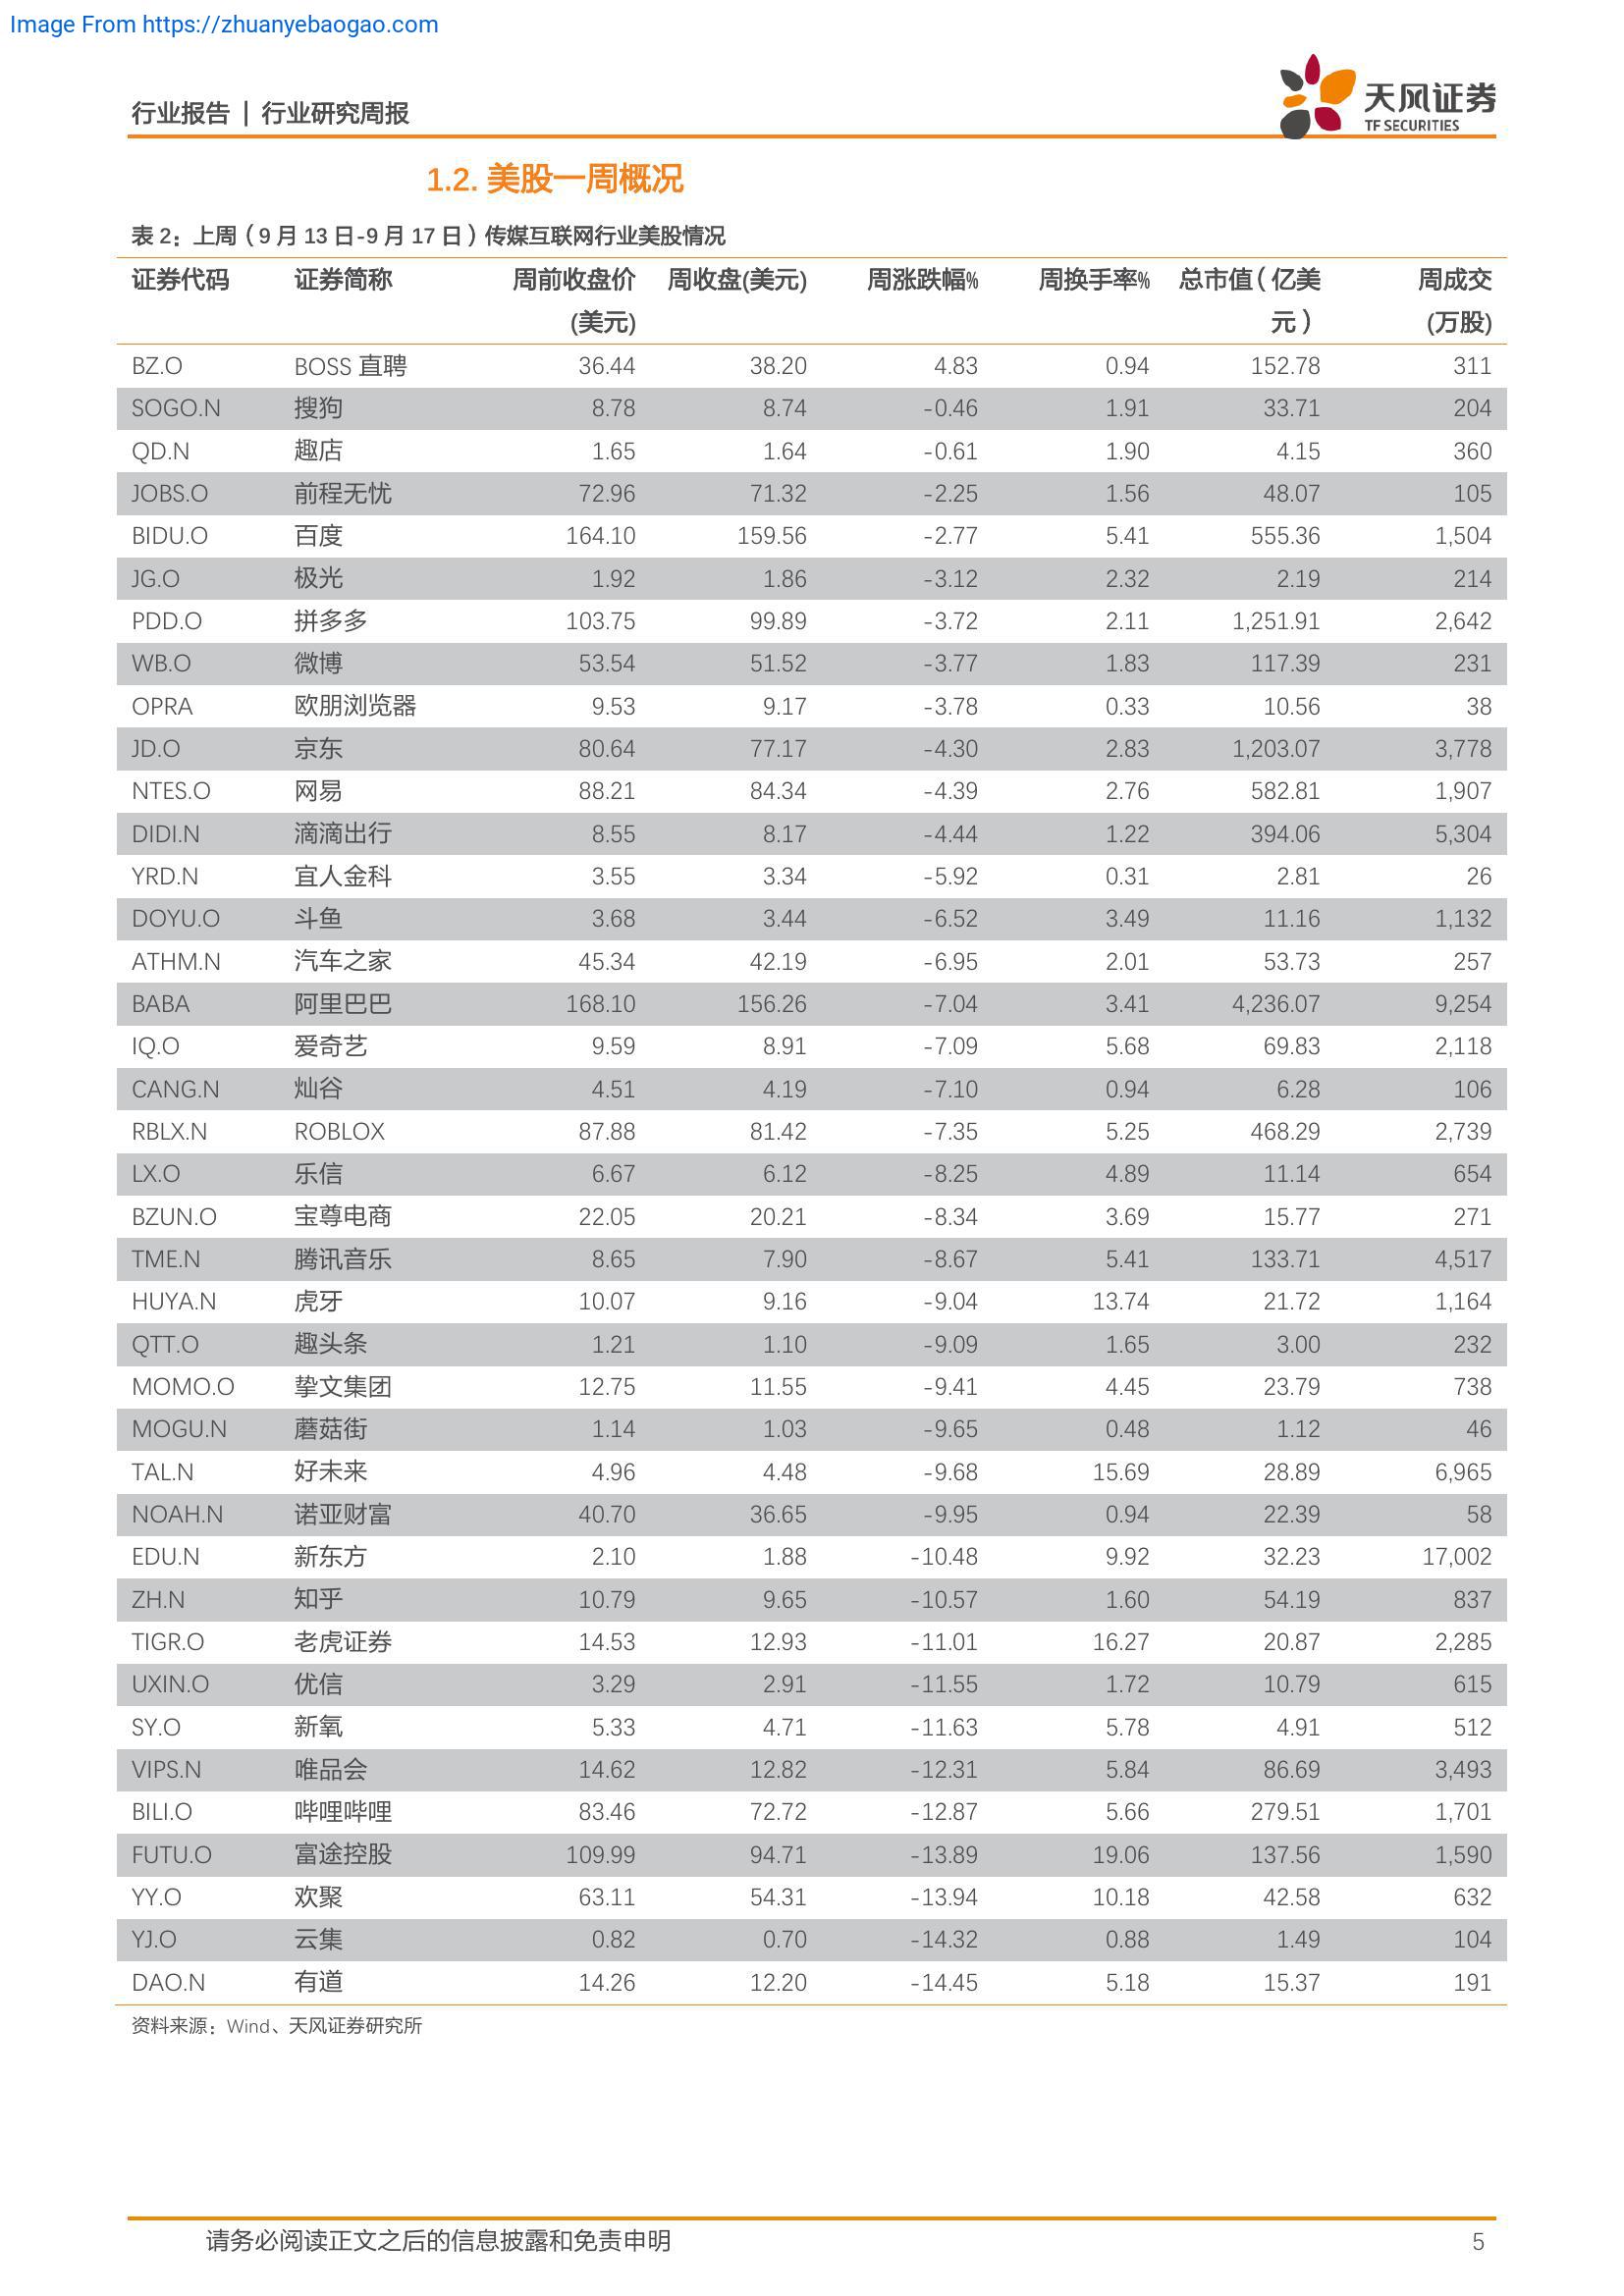 Image From https://zhuanyebaogao.com
行业报告 | 行业研究周报
天风证券
TF SECURITIES
1.2. 美股一周概况
表 2：上周（9 月 13 日-9 月 17 日）传媒互联网行业美股情况
证券代码 证券简称 周前收盘价 周收盘(美元) 周涨跌幅% 周换手率% 总市值（亿美 周成交
(美元) 元） (万股)
BZ.O BOSS 直聘 36.44 38.20 4.83 0.94 152.78 311
SOGO.N 搜狗 8.78 8.74 -0.46 1.91 33.71 204
QD.N 趣店 1.65 1.64 -0.61 1.90 4.15 360
JOBS.O 前程无忧 72.96 71.32 -2.25 1.56 48.07 105
BIDU.O 百度 164.10 159.56 -2.77 5.41 555.36 1,504
JG.O 极光 1.92 1.86 -3.12 2.32 2.19 214
PDD.O 拼多多 103.75 99.89 -3.72 2.11 1,251.91 2,642
WB.O 微博 53.54 51.52 -3.77 1.83 117.39 231
OPRA 欧朋浏览器 9.53 9.17 -3.78 0.33 10.56 38
JD.O 京东 80.64 77.17 -4.30 2.83 1,203.07 3,778
NTES.O 网易 88.21 84.34 -4.39 2.76 582.81 1,907
DIDI.N 滴滴出行 8.55 8.17 -4.44 1.22 394.06 5,304
YRD.N 宜人金科 3.55 3.34 -5.92 0.31 2.81 26
DOYU.O 斗鱼 3.68 3.44 -6.52 3.49 11.16 1,132
ATHM.N 汽车之家 45.34 42.19 -6.95 2.01 53.73 257
BABA 阿里巴巴 168.10 156.26 -7.04 3.41 4,236.07 9,254
IQ.O 爱奇艺 9.59 8.91 -7.09 5.68 69.83 2,118
CANG.N 灿谷 4.51 4.19 -7.10 0.94 6.28 106
RBLX.N ROBLOX 87.88 81.42 -7.35 5.25 468.29 2,739
LX.O 乐信 6.67 6.12 -8.25 4.89 11.14 654
BZUN.O 宝尊电商 22.05 20.21 -8.34 3.69 15.77 271
TME.N 腾讯音乐 8.65 7.90 -8.67 5.41 133.71 4,517
HUYA.N 虎牙 10.07 9.16 -9.04 13.74 21.72 1,164
QTT.O 趣头条 1.21 1.10 -9.09 1.65 3.00 232
MOMO.O 挚文集团 12.75 11.55 -9.41 4.45 23.79 738
MOGU.N 蘑菇街 1.14 1.03 -9.65 0.48 1.12 46
TAL.N 好未来 4.96 4.48 -9.68 15.69 28.89 6,965
NOAH.N 诺亚财富 40.70 36.65 -9.95 0.94 22.39 58
EDU.N 新东方 2.10 1.88 -10.48 9.92 32.23 17,002
ZH.N 知乎 10.79 9.65 -10.57 1.60 54.19 837
TIGR.O 老虎证券 14.53 12.93 -11.01 16.27 20.87 2,285
UXIN.O 优信 3.29 2.91 -11.55 1.72 10.79 615
SY.O 新氧 5.33 4.71 -11.63 5.78 4.91 512
VIPS.N 唯品会 14.62 12.82 -12.31 5.84 86.69 3,493
BILI.O 哔哩哔哩 83.46 72.72 -12.87 5.66 279.51 1,701
FUTU.O 富途控股 109.99 94.71 -13.89 19.06 137.56 1,590
YY.O 欢聚 63.11 54.31 -13.94 10.18 42.58 632
YJ.O 云集 0.82 0.70 -14.32 0.88 1.49 104
DAO.N 有道 14.26 12.20 -14.45 5.18 15.37 191
资料来源：Wind、天风证券研究所
请务必阅读正文之后的信息披露和免责申明 5